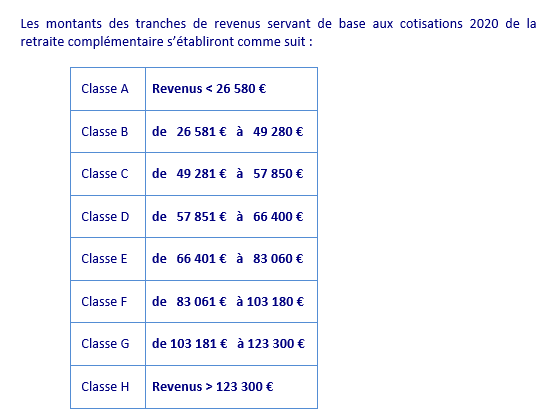 Les montants des tranches de revenus servant de base aux cotisations 2020 de la
retraite complémentaire s’établiront comme suit :
Classe A Revenus < 26 580 €
Classe B de 26 581 € à 49 280 €
Classe C de 49 281 € à 57 850 €
Classe D de 57 851 € à 66 400 €
Classe E de 66 401 € à 83 060 €
Classe F de 83 061 € à 103 180 €
Classe G de 103 181 € à 123 300 €
Classe H Revenus > 123 300 €